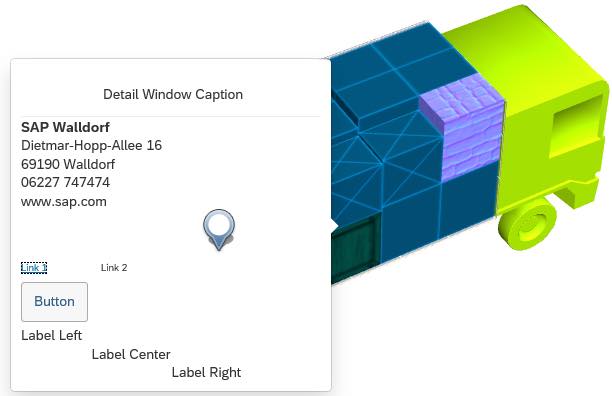 Detail Window Caption
SAP Walldorf
Dietmar-Hopp-Allee 16
69190 Walldorf
06227 747474
www.sap.com
Link 1 Link 2
Button
Label Left
Label Center
Label Right